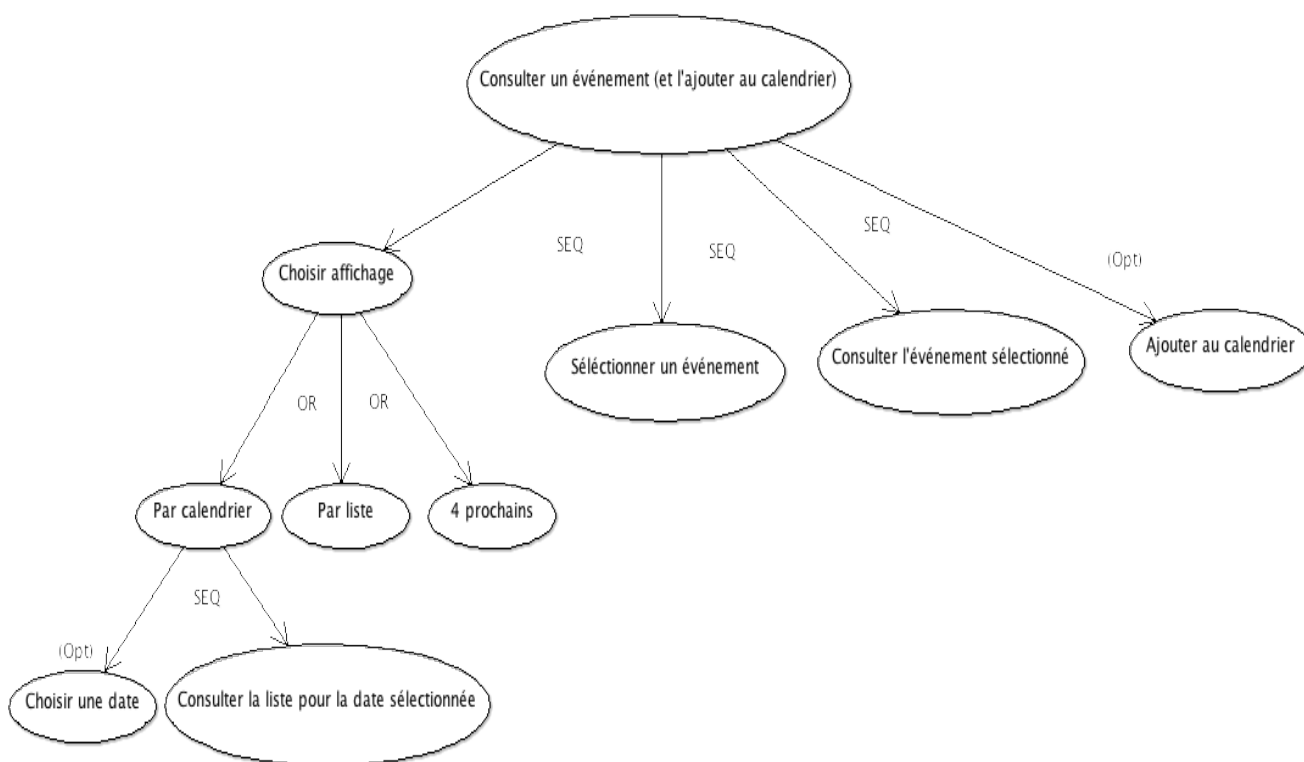 Consulter un événement (et l'ajouter au calendrier)
SEQ
SEQ
SEQ
(Opt)
Choisir affichage
Séléctionner un événement
Consulter l'événement sélectionné
Ajouter au calendrier
OR
OR
Par calendrier
Par liste
4 prochains
SEQ
(Opt)
Choisir une date
Consulter la liste pour la date sélectionnée